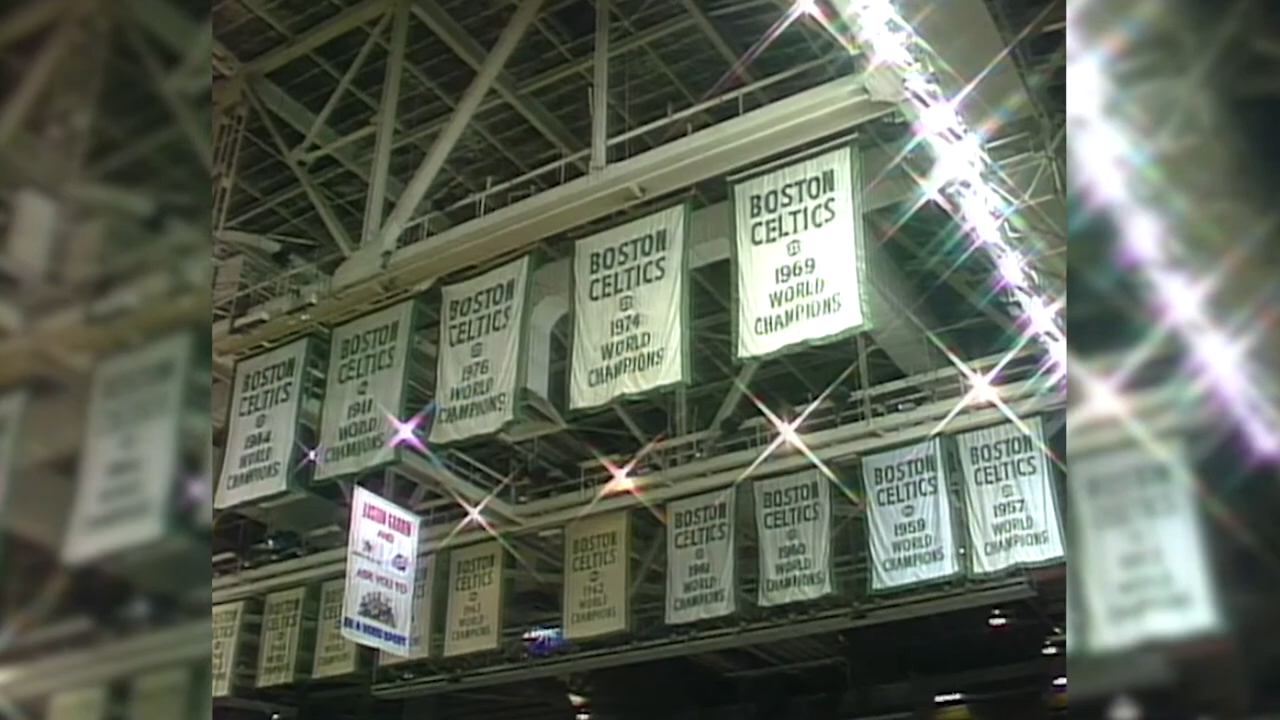 BOSTON
CELTICS
1969
WORLD
CHAMPIONS
BOSTON
CELTICS
1974
WORLD
CHAMPIONS
BOSTON
CELTICS
1976
WORLD
CHAMPIONS
BOSTON
CELTICS
WORLD
CHAMPIONS
BOSTON
CELTICS
1984
WORLD
CHAMPIONS
BOSTON
CELTICS
1957
WORLD
CHAMPIONS
BOSTON
CELTICS
1959
WORLD
CHAMPIONS
BOSTON
CELTICS
1960
WORLD
CHAMPIONS
BOSTON
CELTICS
1961
WORLD
CHAMPIONS
BOSTON
CELTICS
1962
WORLD
CHAMPIONS
BOSTON
CELTICS
1963
WORLD
CHAMPIONS
BOSTON GARDEN
AND
ASK YOU TO
BE A GOOD SPORT